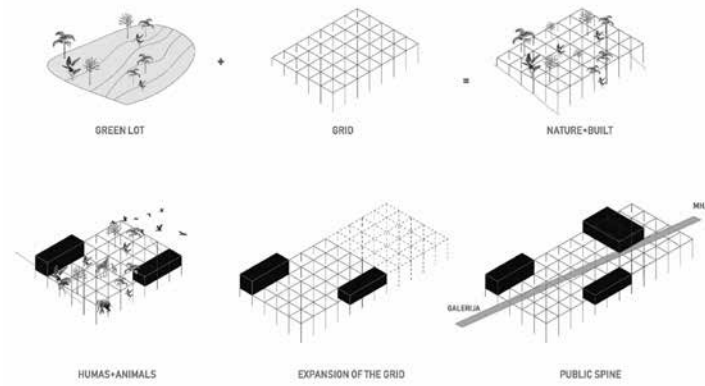 +
=
GREEN LOT
GRID
NATURE+BUILT
MH
GALERIJA
HUMAS+ANIMALS
EXPANSION OF THE GRID
PUBLIC SPINE